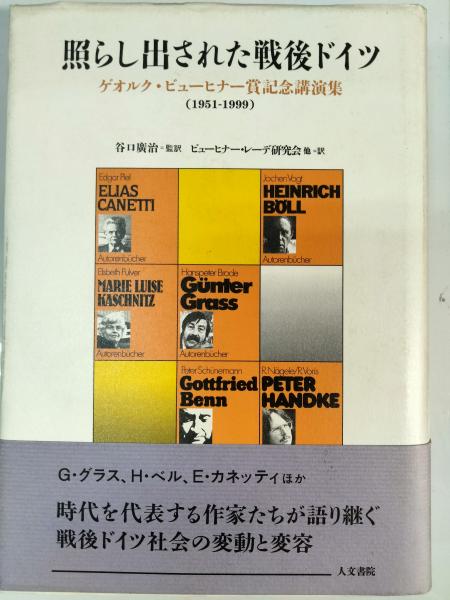 照らし出された戦後ドイツ
ゲオルク・ビューヒナー賞記念講演集
(1951-1999)
谷口廣治=監訳 ビューヒナー・レーデ研究会 他=訳
Edgar Piel
ELIAS
CANETTI
Autorenbücher
Jochen Vogt
HEINRICH
BÖLL
Autorenbücher
Elsbeth Pulver
MARIE LUISE
KASCHNITZ
Autorenbücher
Hanspeter Brode
Günter
Grass
Autorenbücher
Peter Schünemann
Gottfried
Benn
R.Nägele/R.Voris
PETER
HANDKE
G・グラス、H・ベル、E・カネッティほか
時代を代表する作家たちが語り継ぐ
戦後ドイツ社会の変動と変容
人文書院